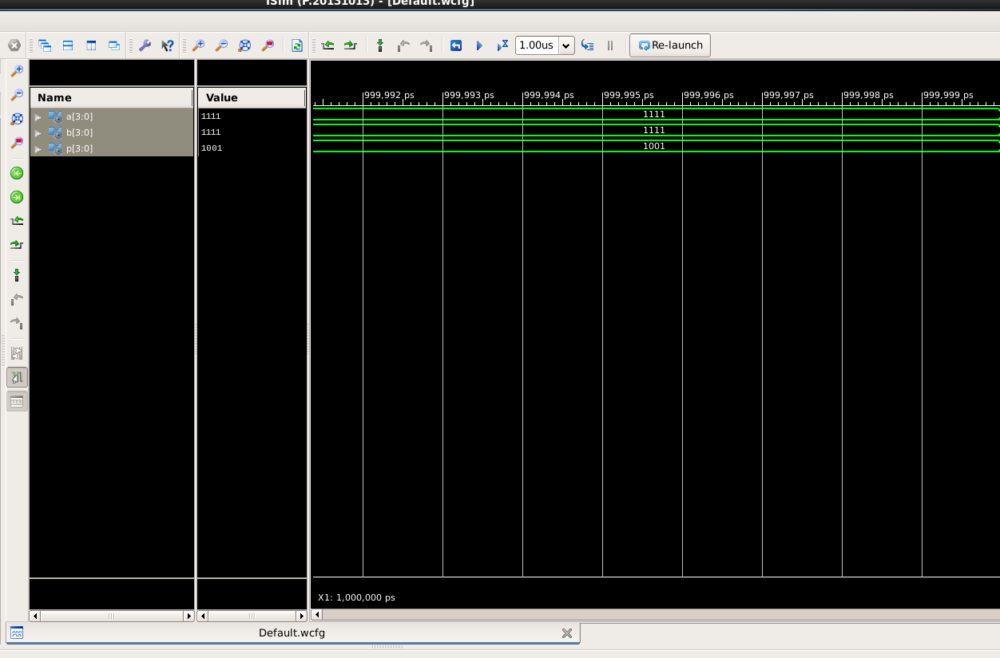 ISim (P.20131013) - [Default.wcfg]
1.00us
Re-launch
Name
Value
999,992 ps
999,993 ps
999,994 ps
999,995 ps
999,996 ps
999,997 ps
999,998 ps
999,999 ps
a[3:0]
1111
1111
b[3:0]
1111
1111
p[3:0]
1001
1001
X1: 1,000,000 ps
Default.wcfg